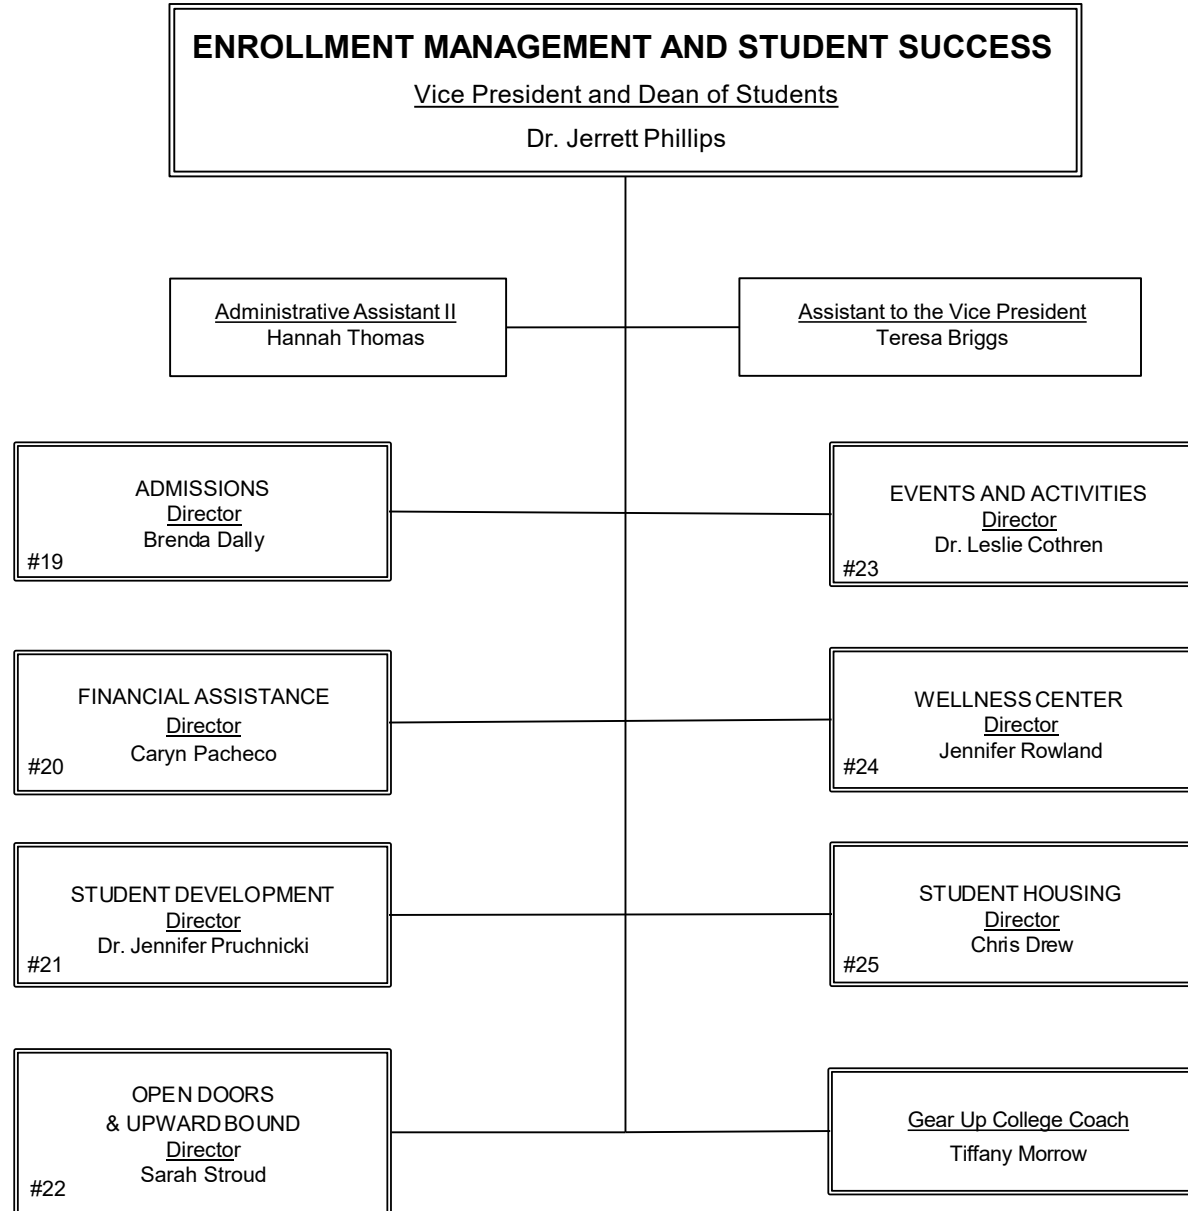 ENROLLMENT MANAGEMENT AND STUDENT SUCCESS
Vice President and Dean of Students
Dr. Jerrett Phillips
Administrative Assistant II
Hannah Thomas
Assistant to the Vice President
Teresa Briggs
ADMISSIONS
Director
Brenda Dally
#19
EVENTS AND ACTIVITIES
Director
Dr. Leslie Cothren
#23
FINANCIAL ASSISTANCE
Director
Caryn Pacheco
#20
WELLNESS CENTER
Director
Jennifer Rowland
#24
STUDENT DEVELOPMENT
Director
Dr. Jennifer Pruchnicki
#21
STUDENT HOUSING
Director
Chris Drew
#25
OPEN DOORS
& UPWARD BOUND
Director
Sarah Stroud
#22
Gear Up College Coach
Tiffany Morrow